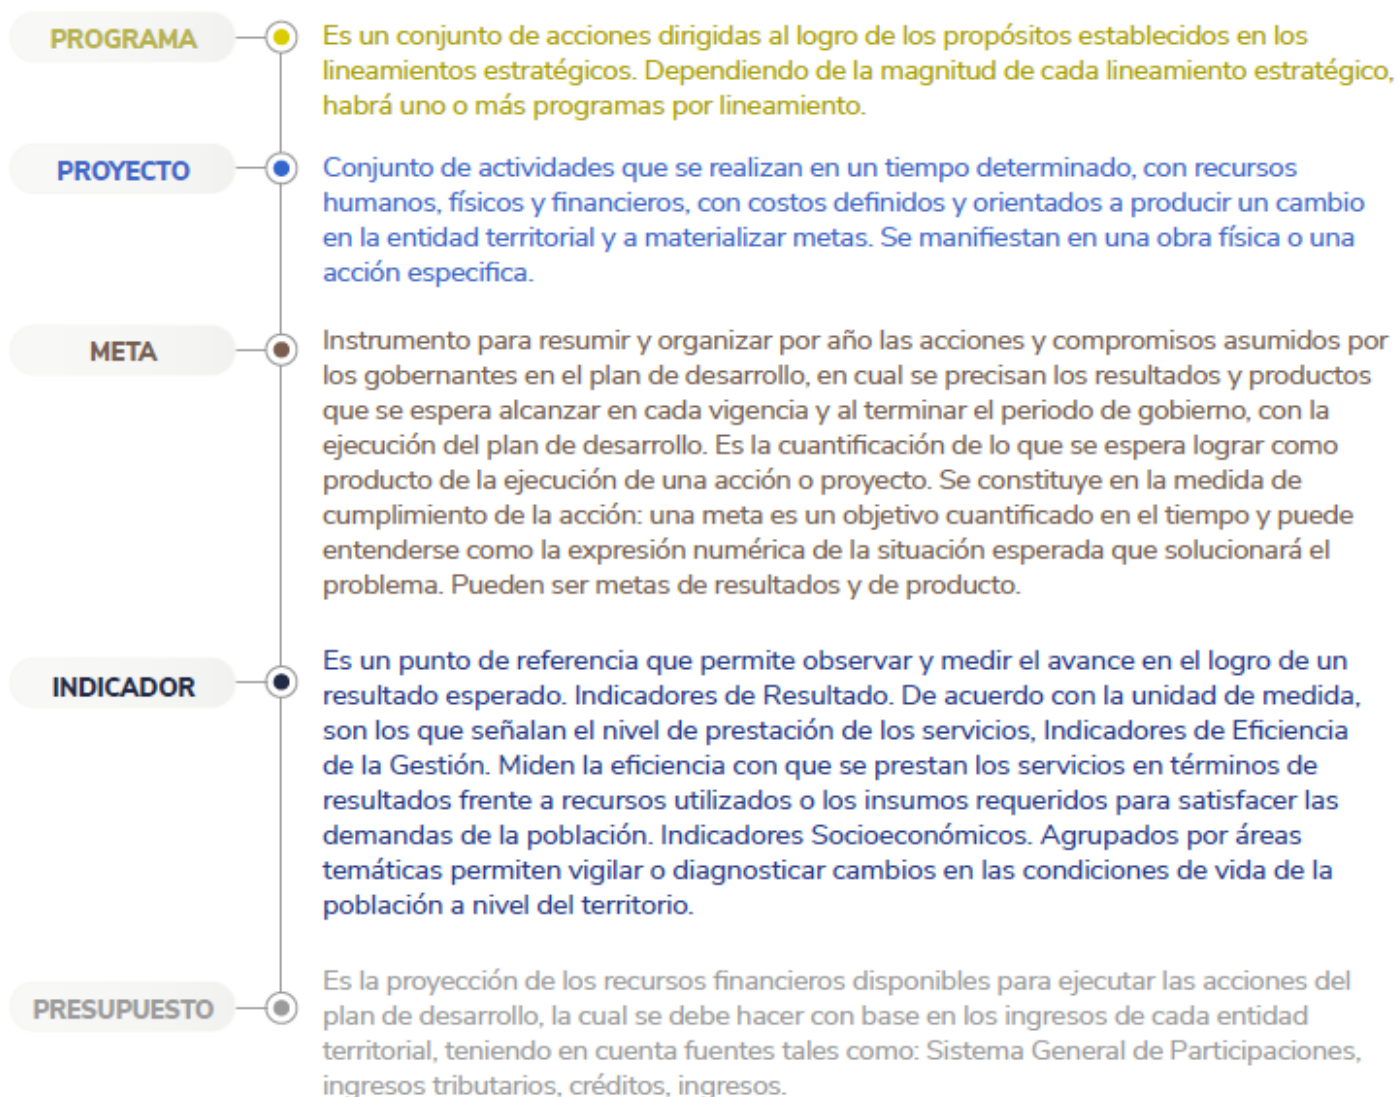 PROGRAMA
Es un conjunto de acciones dirigidas al logro de los propósitos establecidos en los
lineamientos estratégicos. Dependiendo de la magnitud de cada lineamiento estratégico,
habrá uno o más programas por lineamiento.
PROYECTO
Conjunto de actividades que se realizan en un tiempo determinado, con recursos
humanos, físicos y financieros, con costos definidos y orientados a producir un cambio
en la entidad territorial y a materializar metas. Se manifiestan en una obra física o una
acción especifica.
META
Instrumento para resumir y organizar por año las acciones y compromisos asumidos por
los gobernantes en el plan de desarrollo, en cual se precisan los resultados y productos
que se espera alcanzar en cada vigencia y al terminar el periodo de gobierno, con la
ejecución del plan de desarrollo. Es la cuantificación de lo que se espera lograr como
producto de la ejecución de una acción o proyecto. Se constituye en la medida de
cumplimiento de la acción: una meta es un objetivo cuantificado en el tiempo y puede
entenderse como la expresión numérica de la situación esperada que solucionará el
problema. Pueden ser metas de resultados y de producto.
INDICADOR
Es un punto de referencia que permite observar y medir el avance en el logro de un
resultado esperado. Indicadores de Resultado. De acuerdo con la unidad de medida,
son los que señalan el nivel de prestación de los servicios, Indicadores de Eficiencia
de la Gestión. Miden la eficiencia con que se prestan los servicios en términos de
resultados frente a recursos utilizados o los insumos requeridos para satisfacer las
demandas de la población. Indicadores Socioeconómicos. Agrupados por áreas
temáticas permiten vigilar o diagnosticar cambios en las condiciones de vida de la
población a nivel del territorio.
PRESUPUESTO
Es la proyección de los recursos financieros disponibles para ejecutar las acciones del
plan de desarrollo, la cual se debe hacer con base en los ingresos de cada entidad
territorial, teniendo en cuenta fuentes tales como: Sistema General de Participaciones,
ingresos tributarios, créditos, ingresos.